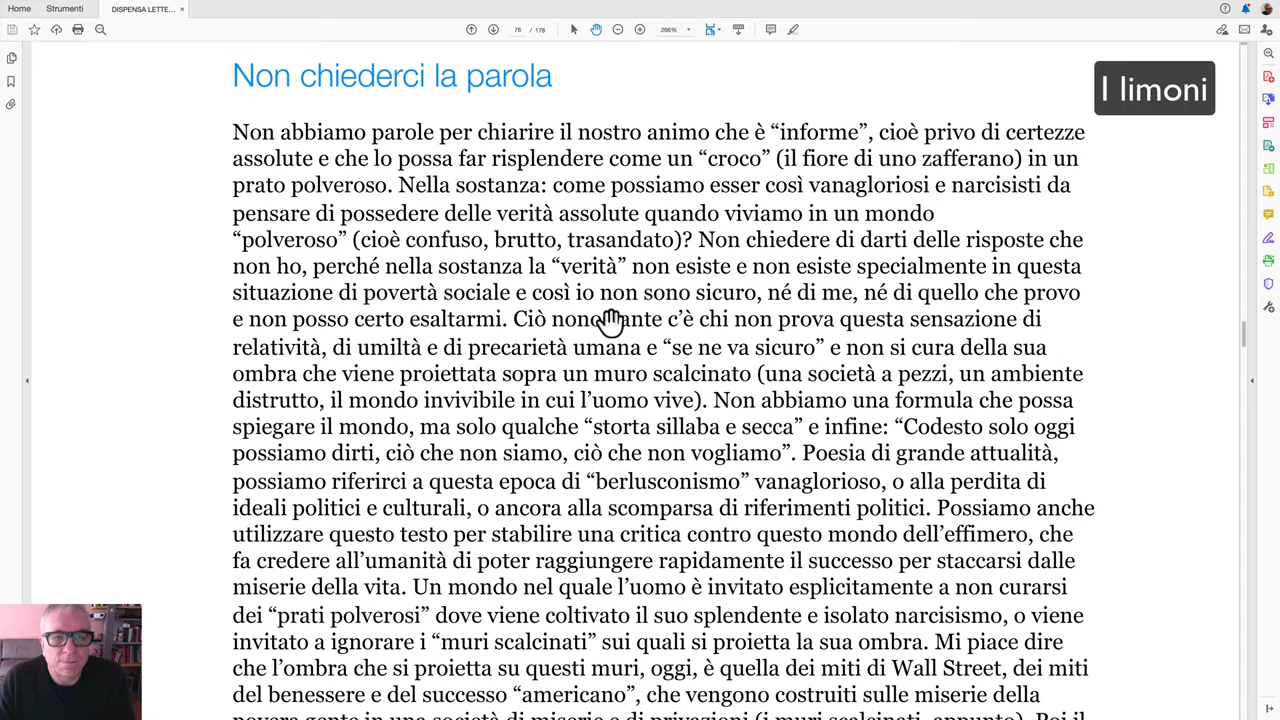 Home
Strumenti
DISPENSA LETTE... ×
76 / 178
266%
Non chiederci la parola
I limoni
Non abbiamo parole per chiarire il nostro animo che è “informe”, cioè privo di certezze
assolute e che lo possa far risplendere come un “croco” (il fiore di uno zafferano) in un
prato polveroso. Nella sostanza: come possiamo esser così vanagloriosi e narcisisti da
pensare di possedere delle verità assolute quando viviamo in un mondo
“polveroso” (cioè confuso, brutto, trasandato)? Non chiedere di darti delle risposte che
non ho, perché nella sostanza la “verità” non esiste e non esiste specialmente in questa
situazione di povertà sociale e così io non sono sicuro, né di me, né di quello che provo
e non posso certo esaltarmi. Ciò nonostante c’è chi non prova questa sensazione di
relatività, di umiltà e di precarietà umana e “se ne va sicuro” e non si cura della sua
ombra che viene proiettata sopra un muro scalcinato (una società a pezzi, un ambiente
distrutto, il mondo invivibile in cui l’uomo vive). Non abbiamo una formula che possa
spiegare il mondo, ma solo qualche “storta sillaba e secca” e infine: “Codesto solo oggi
possiamo dirti, ciò che non siamo, ciò che non vogliamo”. Poesia di grande attualità,
possiamo riferirci a questa epoca di “berlusconismo” vanaglorioso, o alla perdita di
ideali politici e culturali, o ancora alla scomparsa di riferimenti politici. Possiamo anche
utilizzare questo testo per stabilire una critica contro questo mondo dell’effimero, che
fa credere all’umanità di poter raggiungere rapidamente il successo per staccarsi dalle
miserie della vita. Un mondo nel quale l’uomo è invitato esplicitamente a non curarsi
dei “prati polverosi” dove viene coltivato il suo splendente e isolato narcisismo, o viene
invitato a ignorare i “muri scalcinati” sui quali si proietta la sua ombra. Mi piace dire
che l’ombra che si proietta su questi muri, oggi, è quella dei miti di Wall Street, dei miti
del benessere e del successo “americano”, che vengono costruiti sulle miserie della
povera gente in una società di miseria e di privazioni (i muri scalcinati, appunto). Poi il